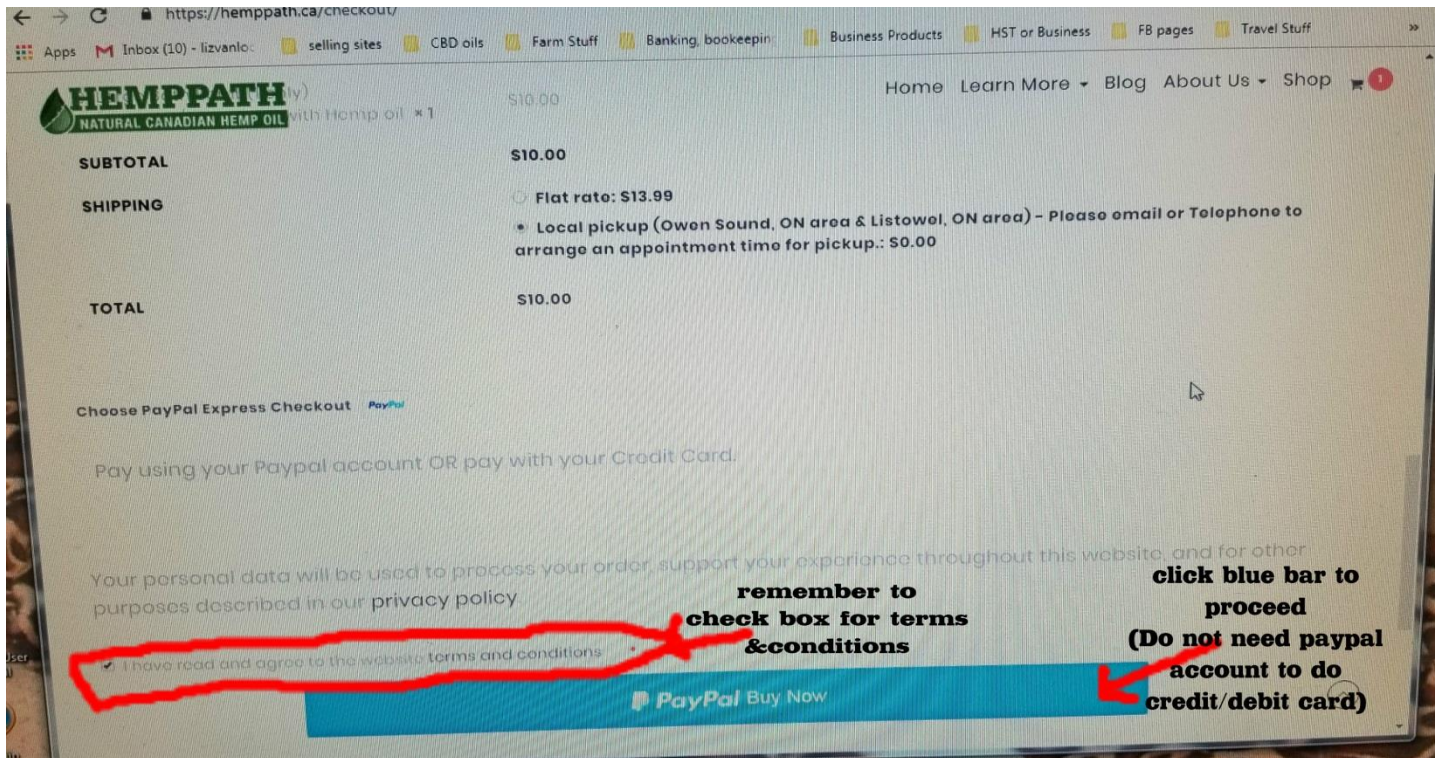 https://hemppath.ca/checkout/
Apps Inbox (10) - lizvanlo selling sites CBD oils Farm Stuff Banking, bookeepin Business Products HST or Business FB pages Travel Stuff »
HEMPPATH
NATURAL CANADIAN HEMP OIL
Home Learn More Blog About Us Shop 1
with Hemp oil × 1 $10.00
SUBTOTAL $10.00
SHIPPING Flat rate: $13.99
Local pickup (Owen Sound, ON area & Listowel, ON area) - Please email or Telephone to
arrange an appointment time for pickup.: $0.00
TOTAL $10.00
Choose PayPal Express Checkout PayPal
Pay using your Paypal account OR pay with your Credit Card.
Your personal data will be used to process your order, support your experience throughout this website, and for other
purposes described in our privacy policy
I have read and agree to the website terms and conditions *
remember to
check box for terms
&conditions
click blue bar to
proceed
(Do not need paypal
account to do
credit/debit card)
PayPal Buy Now
User